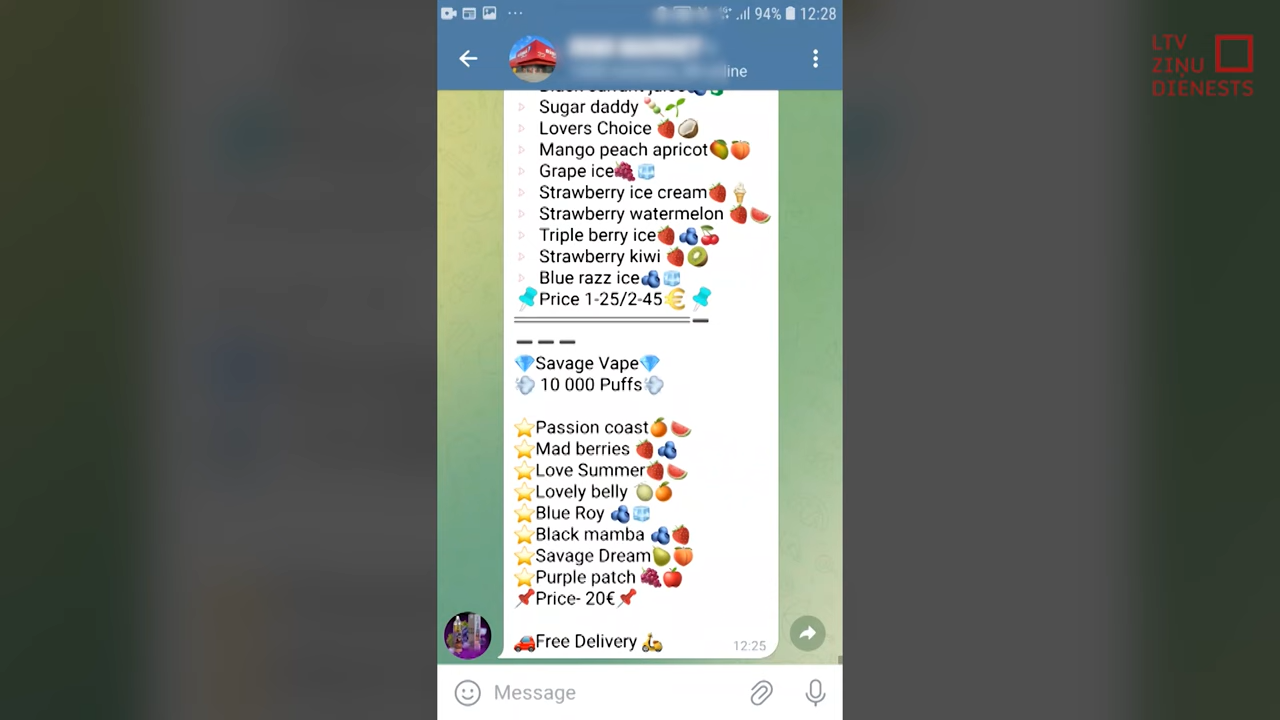 94% 12:28
LTV
ZIŅU
DIENESTS
Sugar daddy
Lovers Choice
Mango peach apricot
Grape ice
Strawberry ice cream
Strawberry watermelon
Triple berry ice
Strawberry kiwi
Blue razz ice
Price 1-25/2-45€
Savage Vape
10 000 Puffs
Passion coast
Mad berries
Love Summer
Lovely belly
Blue Roy
Black mamba
Savage Dream
Purple patch
Price- 20€
Free Delivery
12:25
Message